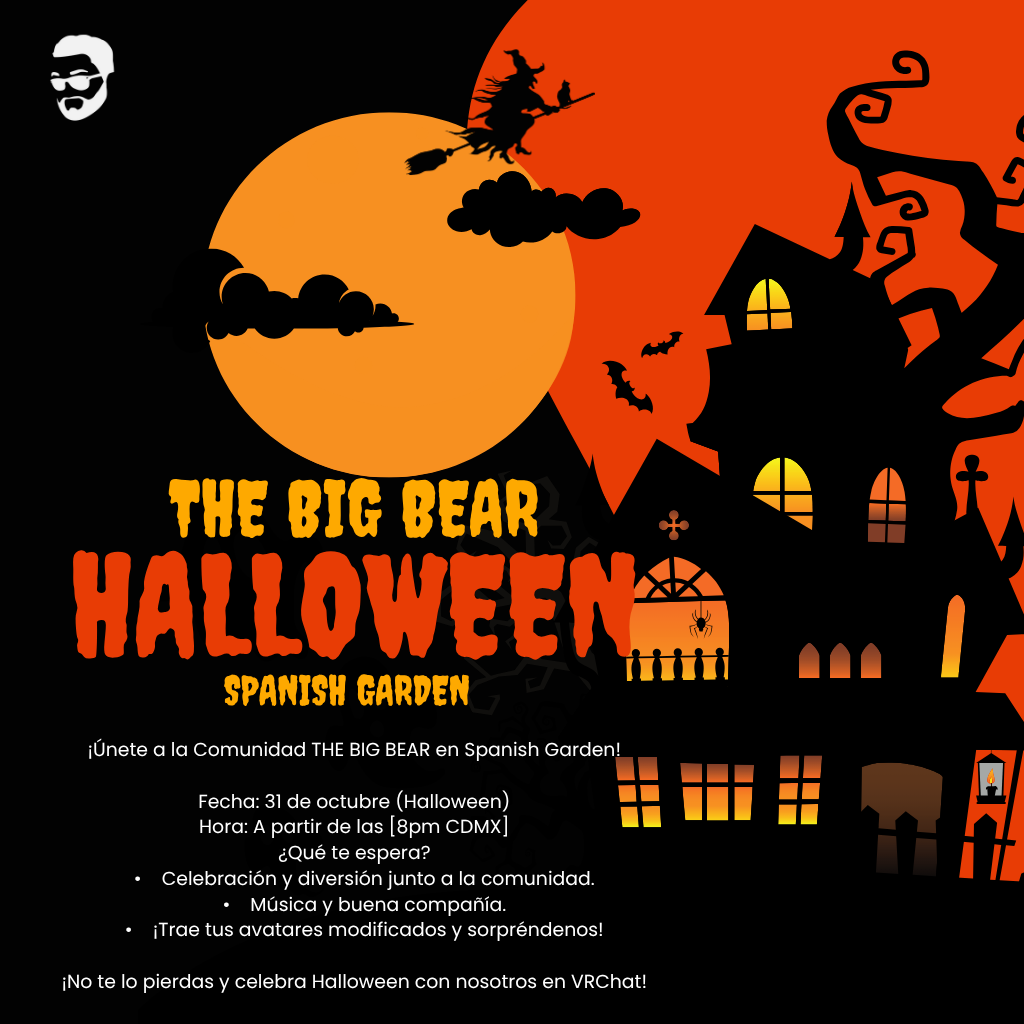 THE BIG BEAR
HALLOWEEN
SPANISH GARDEN
¡Únete a la Comunidad THE BIG BEAR en Spanish Garden!
Fecha: 31 de octubre (Halloween)
Hora: A partir de las [8pm CDMX]
¿Qué te espera?
• Celebración y diversión junto a la comunidad.
• Música y buena compañía.
• ¡Trae tus avatares modificados y sorpréndenos!
¡No te lo pierdas y celebra Halloween con nosotros en VRChat!